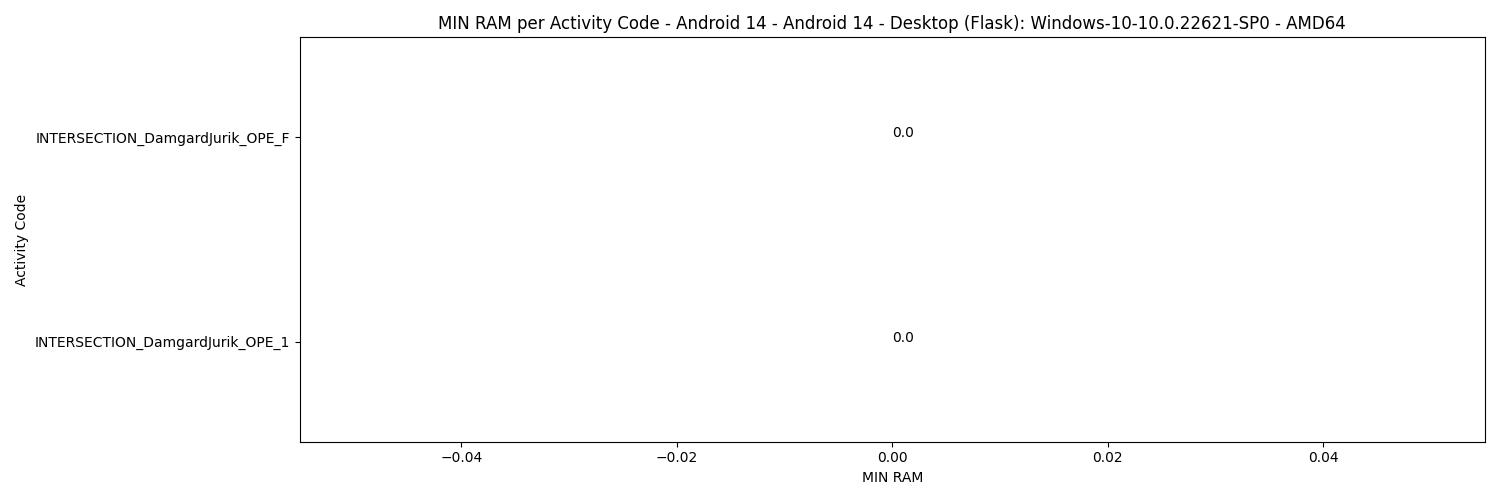 MIN RAM per Activity Code - Android 14 - Android 14 - Desktop (Flask): Windows-10-10.0.22621-SP0 - AMD64
Activity Code
INTERSECTION_DamgardJurik_OPE_F
0.0
INTERSECTION_DamgardJurik_OPE_1
0.0
−0.04 −0.02 0.00 0.02 0.04
MIN RAM